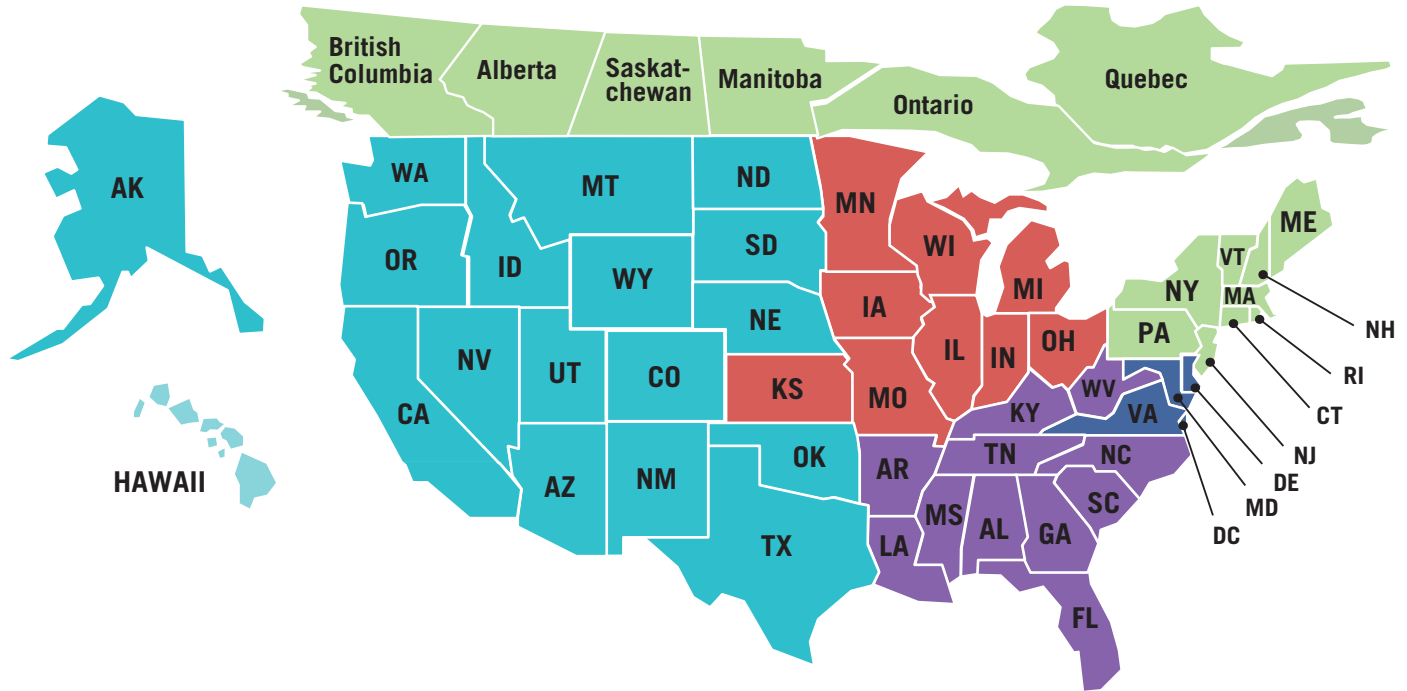 British
Columbia
Alberta
Saskat-
chewan
Manitoba
Ontario
Quebec
AK
WA
MT
ND
MN
OR
ID
WY
SD
WI
MI
ME
VT
NY
MA
NH
NV
UT
CO
NE
IA
IL
IN
OH
PA
RI
CA
KS
MO
KY
WV
VA
CT
HAWAII
AZ
NM
OK
AR
TN
NC
NJ
DE
MD
DC
TX
LA
MS
AL
GA
SC
FL